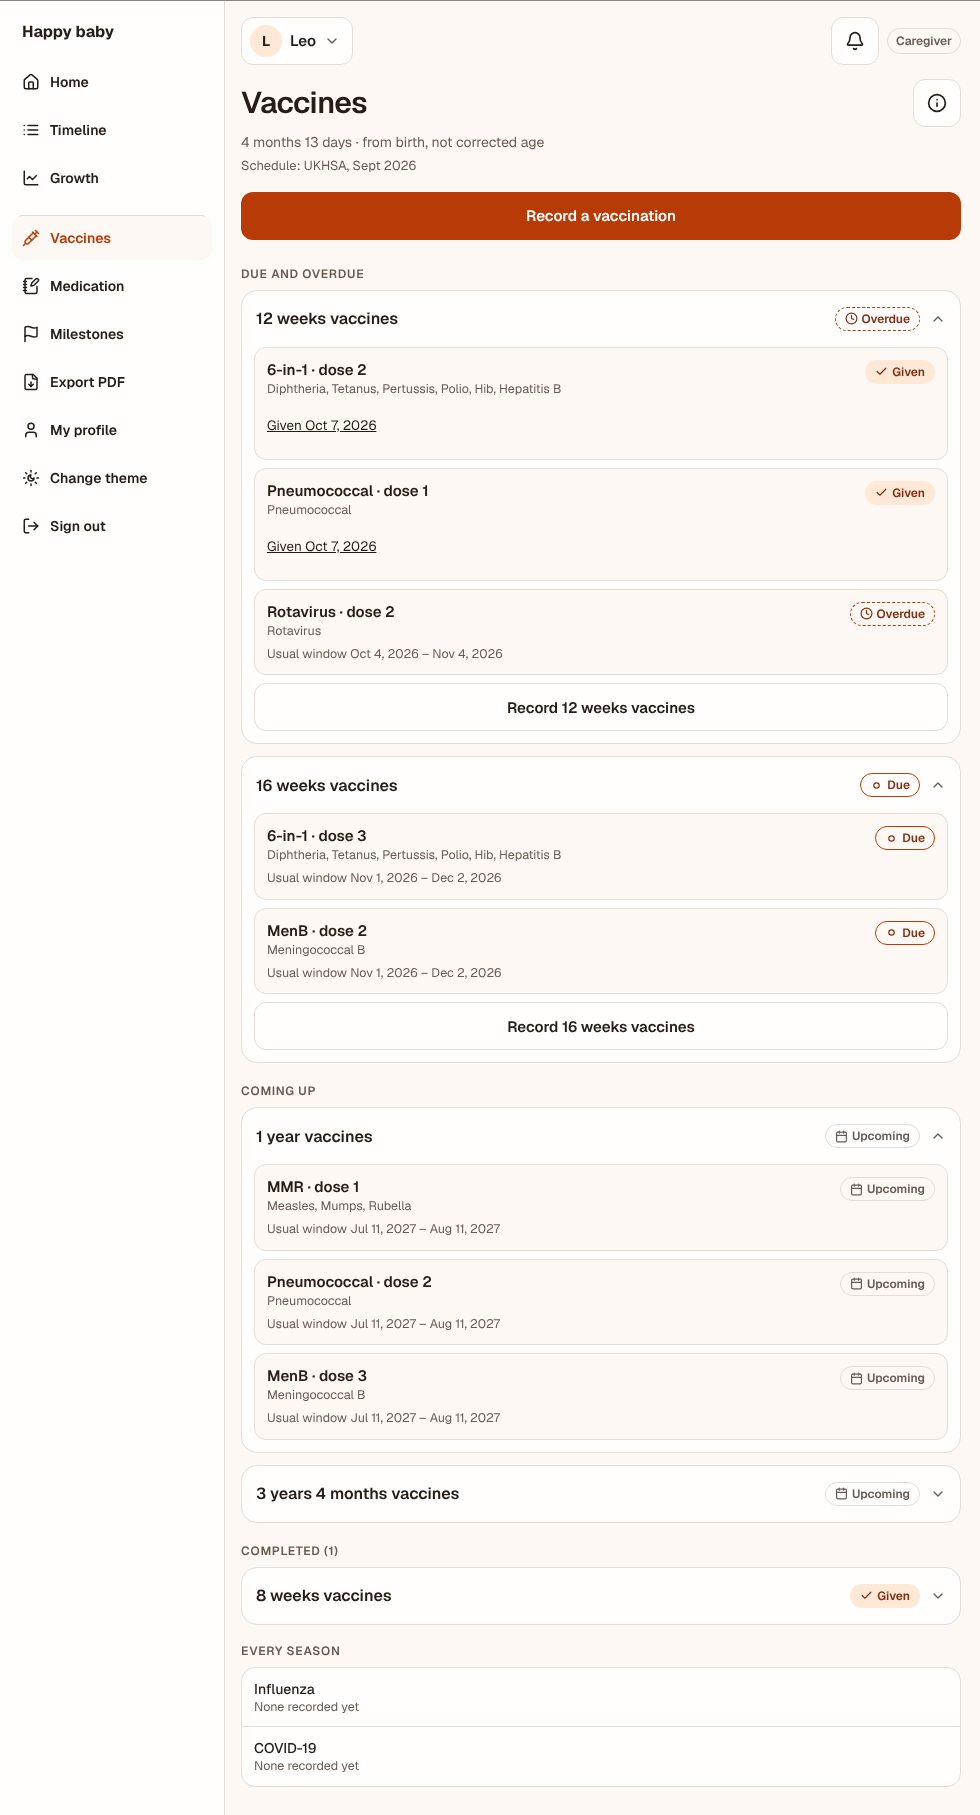 Happy baby
Home
Timeline
Growth
Vaccines
Medication
Milestones
Export PDF
My profile
Change theme
Sign out
L Leo
Caregiver
Vaccines
4 months 13 days · from birth, not corrected age
Schedule: UKHSA, Sept 2026
Record a vaccination
DUE AND OVERDUE
12 weeks vaccines
Overdue
6-in-1 · dose 2
Given
Diphtheria, Tetanus, Pertussis, Polio, Hib, Hepatitis B
Given Oct 7, 2026
Pneumococcal · dose 1
Given
Pneumococcal
Given Oct 7, 2026
Rotavirus · dose 2
Overdue
Rotavirus
Usual window Oct 4, 2026 – Nov 4, 2026
Record 12 weeks vaccines
16 weeks vaccines
Due
6-in-1 · dose 3
Due
Diphtheria, Tetanus, Pertussis, Polio, Hib, Hepatitis B
Usual window Nov 1, 2026 – Dec 2, 2026
MenB · dose 2
Due
Meningococcal B
Usual window Nov 1, 2026 – Dec 2, 2026
Record 16 weeks vaccines
COMING UP
1 year vaccines
Upcoming
MMR · dose 1
Upcoming
Measles, Mumps, Rubella
Usual window Jul 11, 2027 – Aug 11, 2027
Pneumococcal · dose 2
Upcoming
Pneumococcal
Usual window Jul 11, 2027 – Aug 11, 2027
MenB · dose 3
Upcoming
Meningococcal B
Usual window Jul 11, 2027 – Aug 11, 2027
3 years 4 months vaccines
Upcoming
COMPLETED (1)
8 weeks vaccines
Given
EVERY SEASON
Influenza
None recorded yet
COVID-19
None recorded yet